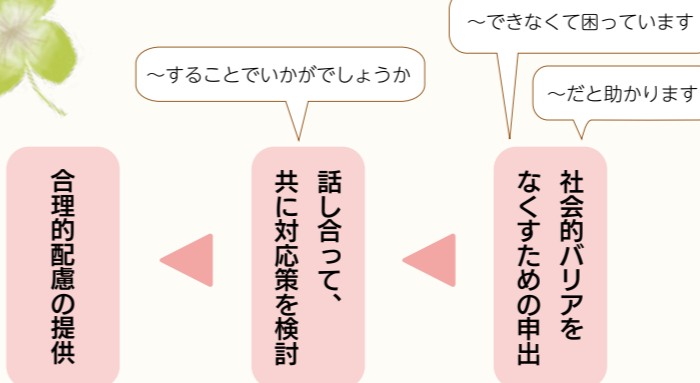 ～できなくて困っています
～だと助かります
社会的バリアを
なくすための申出
～することでいかがでしょうか
話し合って、
共に対応策を検討
合理的配慮の提供